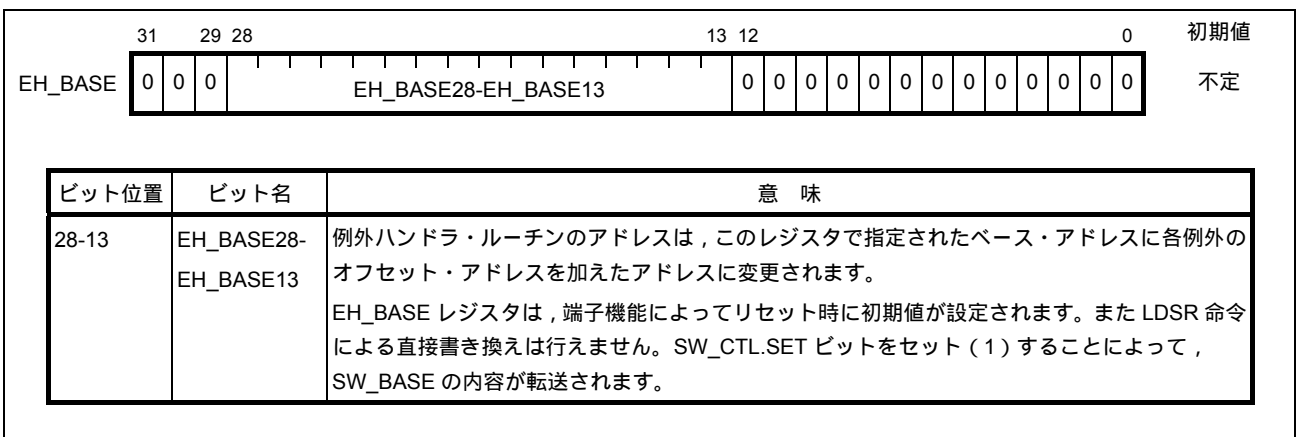 31 29 28 13 12 0 初期値
EH_BASE 0 0 0 EH_BASE28-EH_BASE13 0 0 0 0 0 0 0 0 0 0 0 0 0 不定
ビット位置 ビット名 意 味
28-13 EH_BASE28- 例外ハンドラ・ルーチンのアドレスは，このレジスタで指定されたベース・アドレスに各例外の
EH_BASE13 オフセット・アドレスを加えたアドレスに変更されます。
EH_BASE レジスタは，端子機能によってリセット時に初期値が設定されます。また LDSR 命令
による直接書き換えは行えません。SW_CTL.SET ビットをセット（1）することによって，
SW_BASE の内容が転送されます。